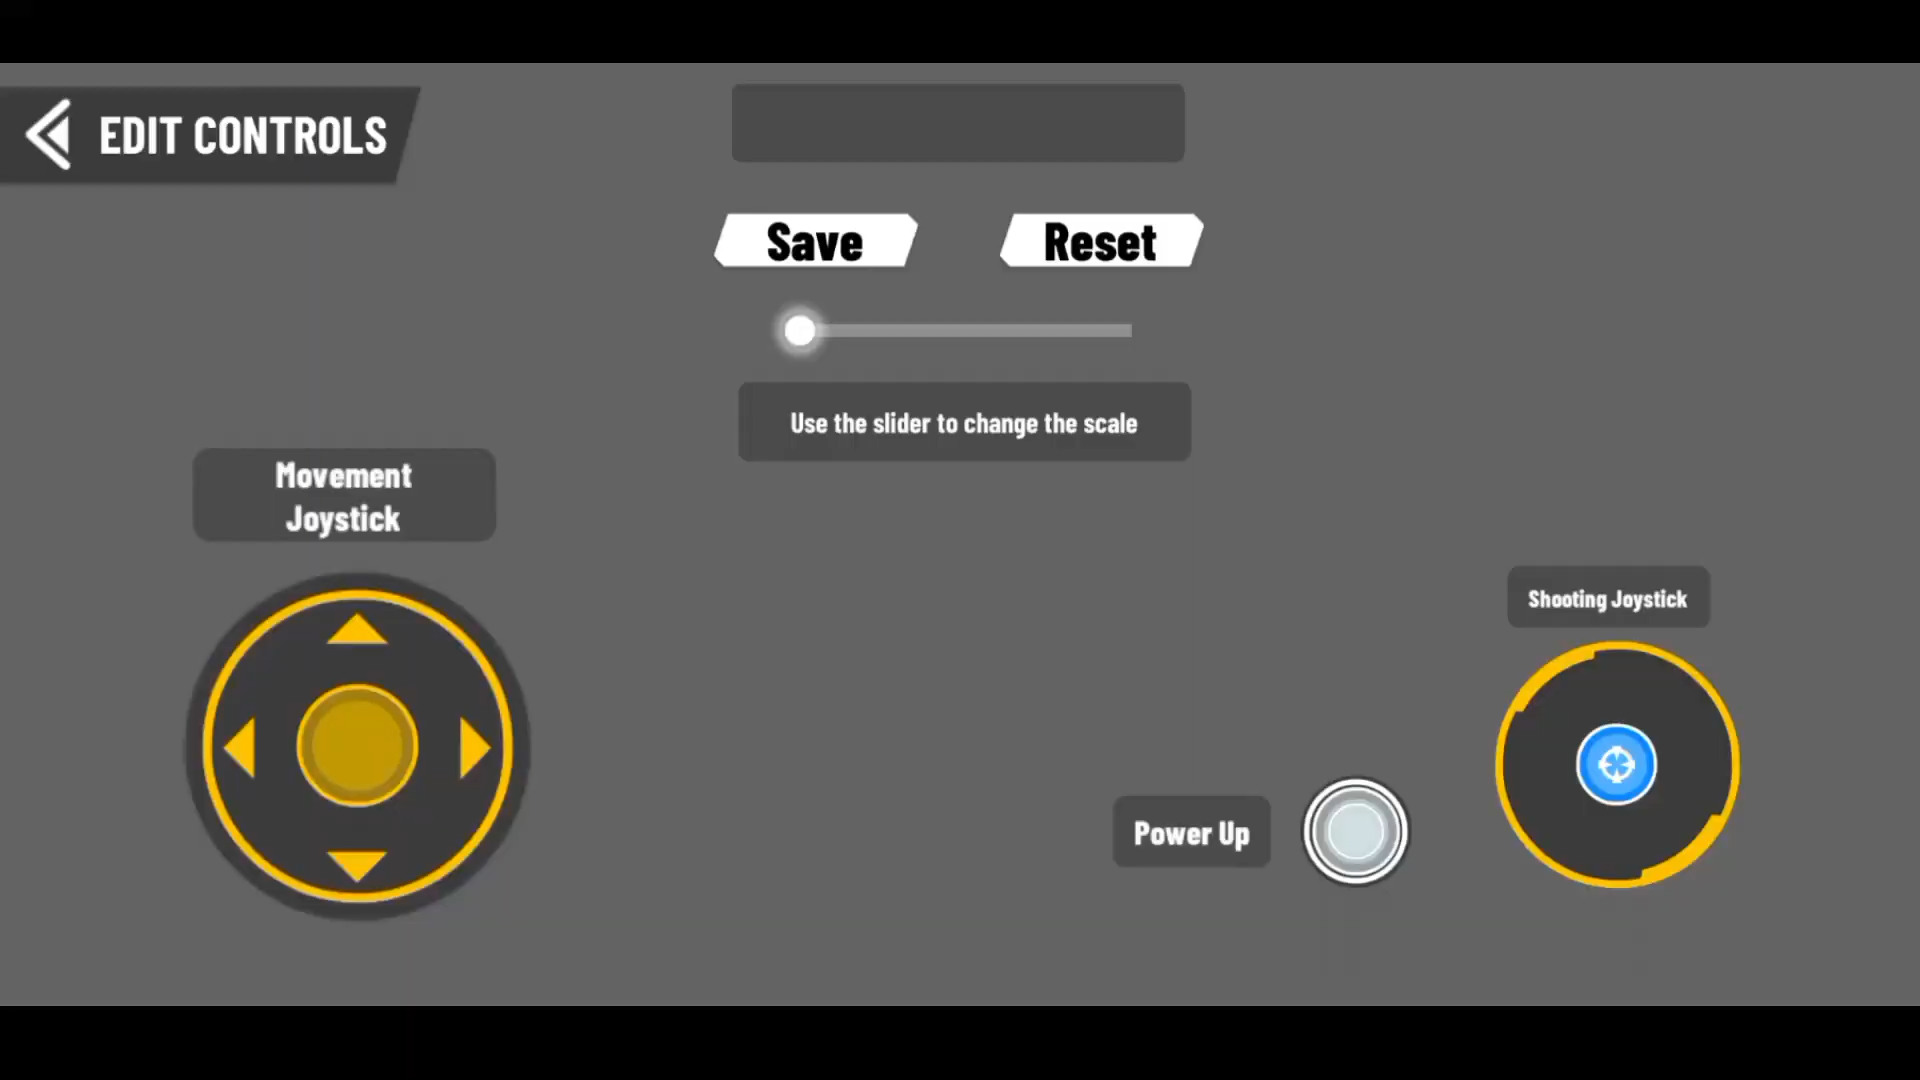 EDIT CONTROLS
Save
Reset
Use the slider to change the scale
Movement
Joystick
Shooting Joystick
Power Up